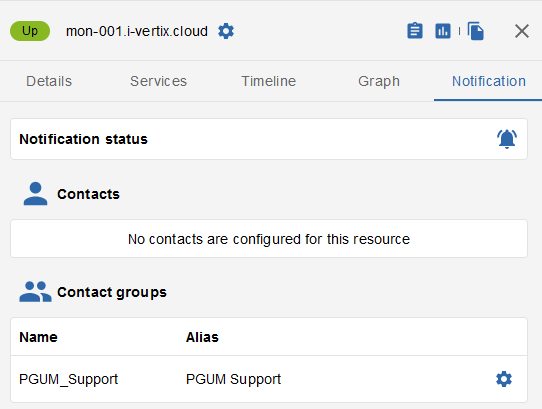 Up mon-001.i-vertix.cloud
Details Services Timeline Graph Notification
Notification status
Contacts
No contacts are configured for this resource
Contact groups
Name Alias
PGUM_Support PGUM Support